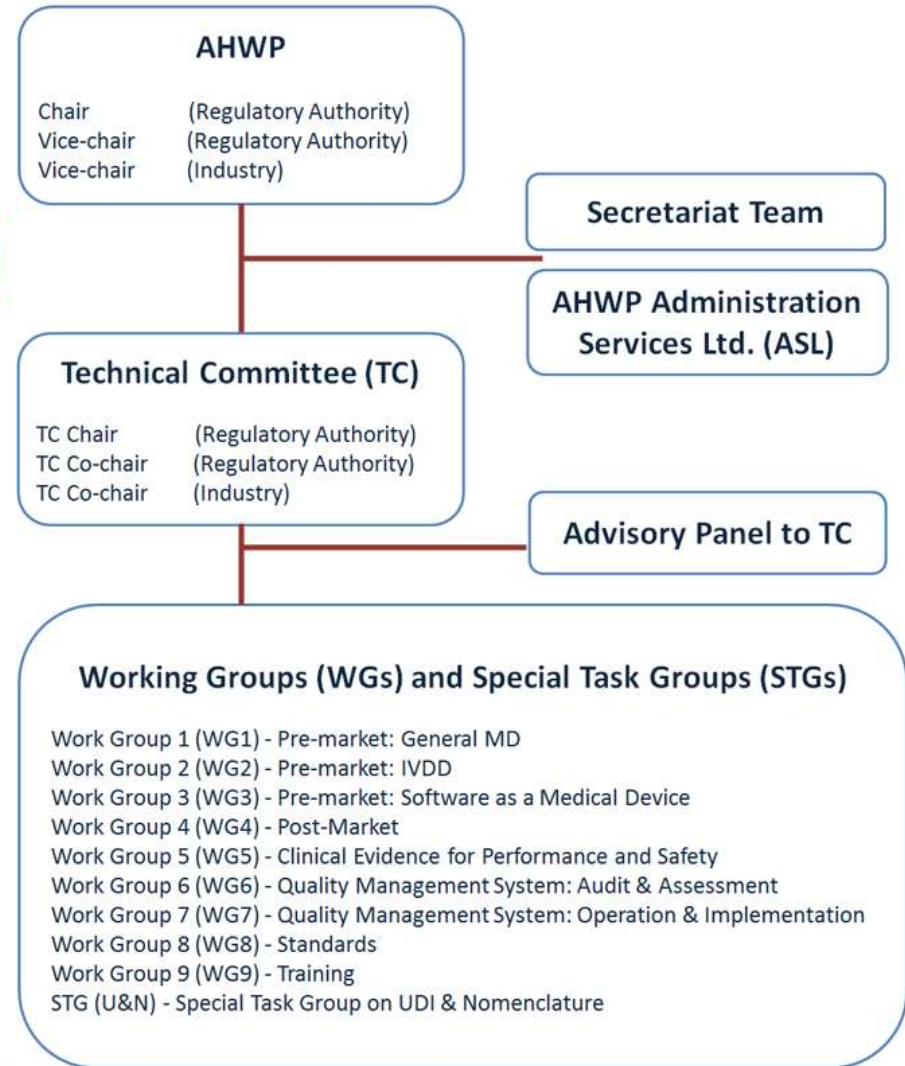 AHWP
Chair (Regulatory Authority)
Vice-chair (Regulatory Authority)
Vice-chair (Industry)
Secretariat Team
AHWP Administration
Services Ltd. (ASL)
Technical Committee (TC)
TC Chair (Regulatory Authority)
TC Co-chair (Regulatory Authority)
TC Co-chair (Industry)
Advisory Panel to TC
Working Groups (WGs) and Special Task Groups (STGs)
Work Group 1 (WG1) - Pre-market: General MD
Work Group 2 (WG2) - Pre-market: IVDD
Work Group 3 (WG3) - Pre-market: Software as a Medical Device
Work Group 4 (WG4) - Post-Market
Work Group 5 (WG5) - Clinical Evidence for Performance and Safety
Work Group 6 (WG6) - Quality Management System: Audit & Assessment
Work Group 7 (WG7) - Quality Management System: Operation & Implementation
Work Group 8 (WG8) - Standards
Work Group 9 (WG9) - Training
STG (U&N) - Special Task Group on UDI & Nomenclature